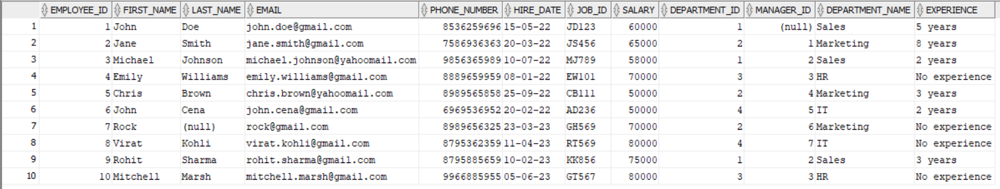 EMPLOYEE_ID FIRST_NAME LAST_NAME EMAIL PHONE_NUMBER HIRE_DATE JOB_ID SALARY DEPARTMENT_ID MANAGER_ID DEPARTMENT_NAME EXPERIENCE
1 1 John Doe john.doe@gmail.com 8536259696 15-05-22 JD123 60000 1 (null) Sales 5 years
2 2 Jane Smith jane.smith@gmail.com 7586936363 20-03-22 JS456 65000 2 1 Marketing 8 years
3 3 Michael Johnson michael.johnson@yahoomail.com 9856365989 10-07-22 MJ789 58000 1 2 Sales 2 years
4 4 Emily Williams emily.williams@gmail.com 8889659959 08-01-22 EW101 70000 3 3 HR No experience
5 5 Chris Brown chris.brown@yahoomail.com 8989565858 25-09-22 CB111 50000 2 4 Marketing 3 years
6 6 John Cena john.cena@gmail.com 6969536952 20-02-22 AD236 50000 4 5 IT 2 years
7 7 Rock (null) rock@gmail.com 8989656325 23-03-23 GH569 70000 2 6 Marketing No experience
8 8 Virat Kohli virat.kohli@gmail.com 8795362359 11-04-23 RT569 80000 4 7 IT No experience
9 9 Rohit Sharma rohit.sharma@gmail.com 8795885659 10-02-23 KK856 75000 1 2 Sales 3 years
10 10 Mitchell Marsh mitchell.marsh@gmail.com 9966885955 05-06-23 GT567 80000 3 3 HR No experience